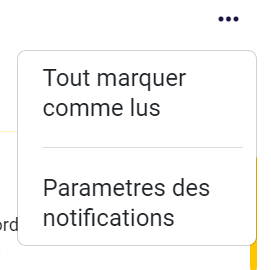 Tout marquer
comme lus
Parametres des
notifications